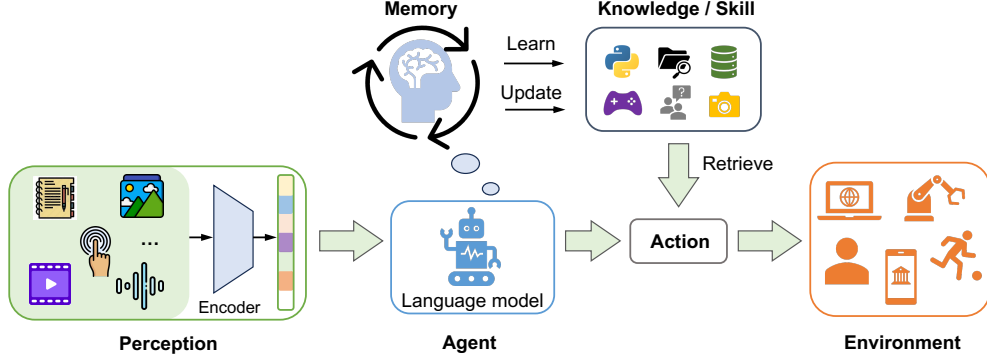 Memory
Knowledge / Skill
Learn
Update
?
Retrieve
...
Encoder
Language model
Action
Perception
Agent
Environment